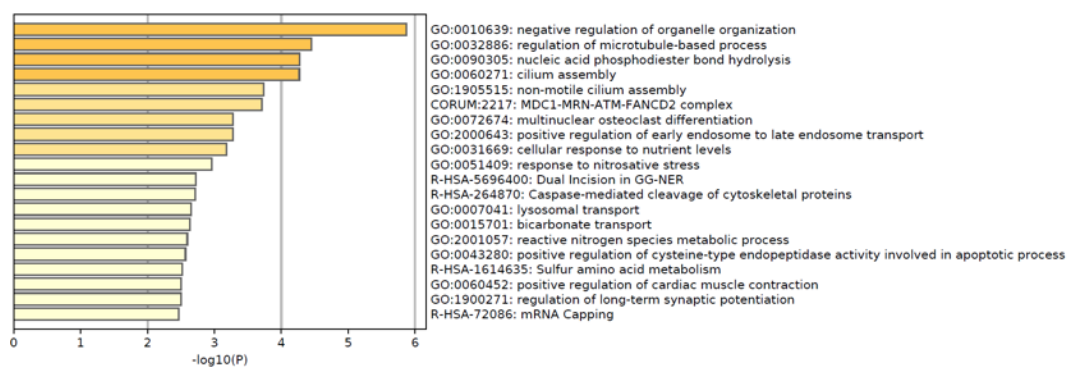 GO:0010639: negative regulation of organelle organization
GO:0032886: regulation of microtubule-based process
GO:0090305: nucleic acid phosphodiester bond hydrolysis
GO:0060271: cilium assembly
GO:1905515: non-motile cilium assembly
CORUM:2217: MDC1-MRN-ATM-FANCD2 complex
GO:0072674: multinuclear osteoclast differentiation
GO:2000643: positive regulation of early endosome to late endosome transport
GO:0031669: cellular response to nutrient levels
GO:0051409: response to nitrosative stress
R-HSA-5696400: Dual Incision in GG-NER
R-HSA-264870: Caspase-mediated cleavage of cytoskeletal proteins
GO:0007041: lysosomal transport
GO:0015701: bicarbonate transport
GO:2001057: reactive nitrogen species metabolic process
GO:0043280: positive regulation of cysteine-type endopeptidase activity involved in apoptotic process
R-HSA-1614635: Sulfur amino acid metabolism
GO:0060452: positive regulation of cardiac muscle contraction
GO:1900271: regulation of long-term synaptic potentiation
R-HSA-72086: mRNA Capping
0 1 2 3 4 5 6
-log10(P)